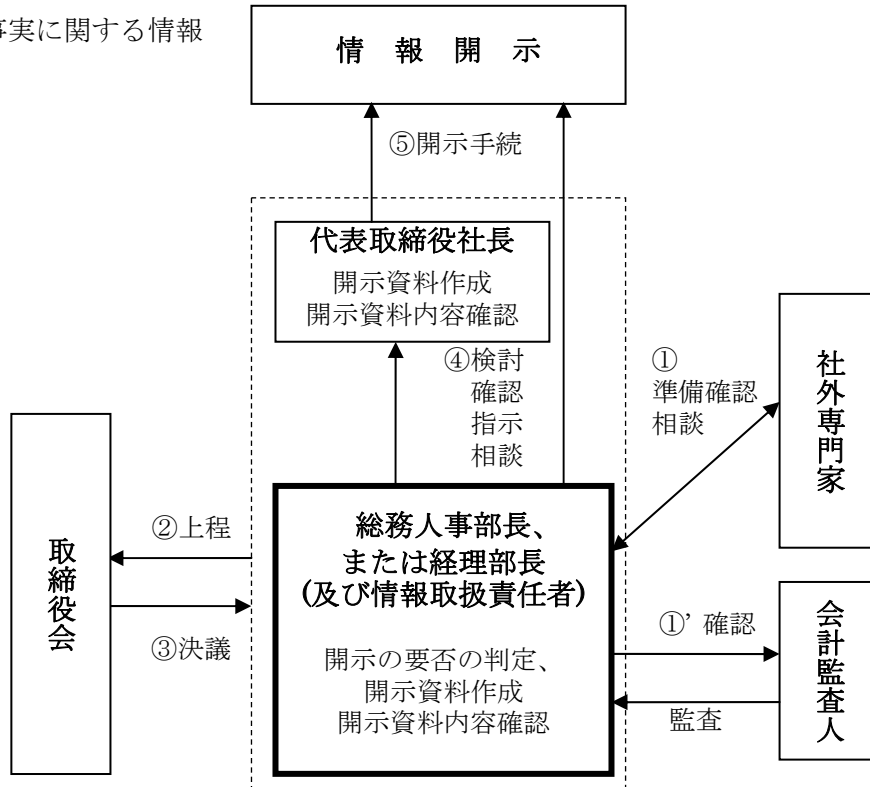 事実に関する情報
情 報 開 示
⑤開示手続
代表取締役社長
開示資料作成
開示資料内容確認
④検討
確認
指示
相談
①
準備確認
相談
社外専門家
②上程
取締役会
③決議
総務人事部長、
または経理部長
(及び情報取扱責任者)
開示の要否の判定、
開示資料作成
開示資料内容確認
①’確認
監査
会計監査人